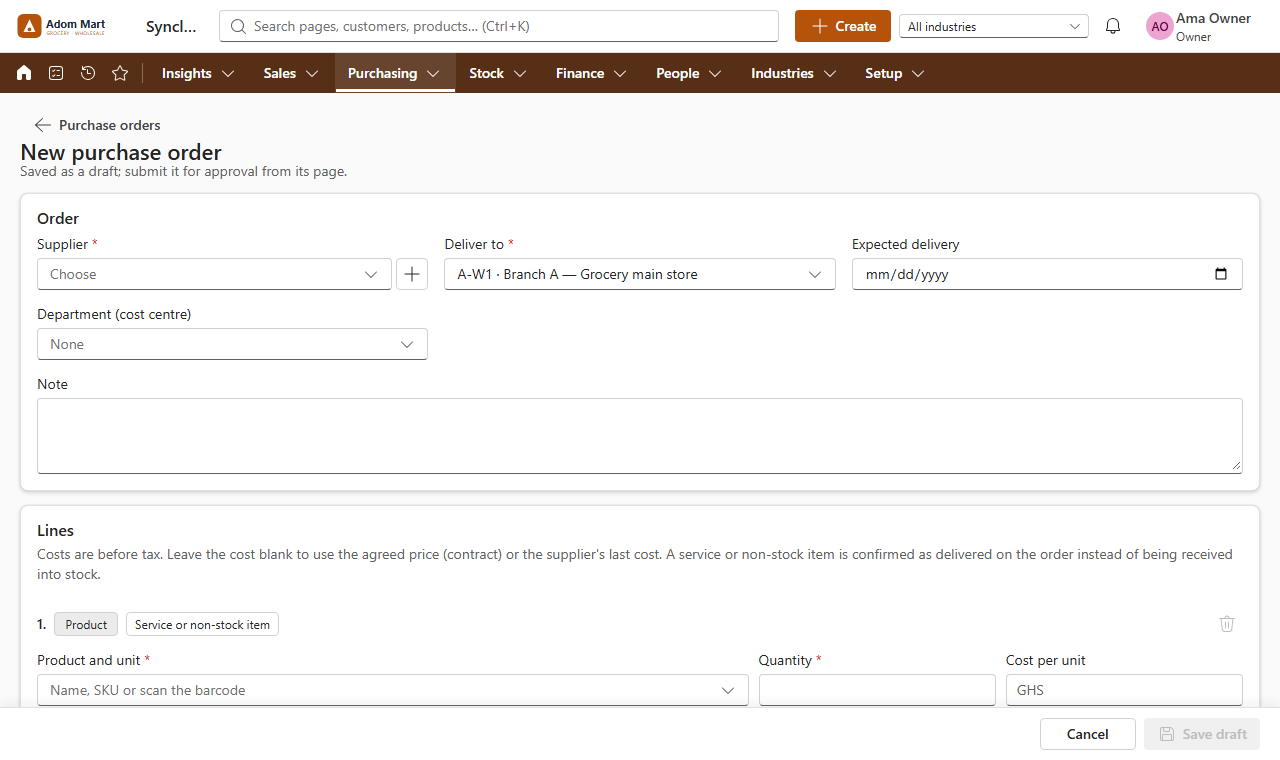 Adom Mart
GROCERY · WHOLESALE
Syncl...
Search pages, customers, products... (Ctrl+K)
Create
All industries
AO
Ama Owner
Owner
Insights
Sales
Purchasing
Stock
Finance
People
Industries
Setup
Purchase orders
New purchase order
Saved as a draft; submit it for approval from its page.
Order
Supplier *
Deliver to *
Expected delivery
Choose
A-W1 · Branch A — Grocery main store
mm/dd/yyyy
Department (cost centre)
None
Note
Lines
Costs are before tax. Leave the cost blank to use the agreed price (contract) or the supplier's last cost. A service or non-stock item is confirmed as delivered on the order instead of being received
into stock.
1. Product Service or non-stock item
Product and unit *
Quantity *
Cost per unit
Name, SKU or scan the barcode
GHS
Cancel
Save draft